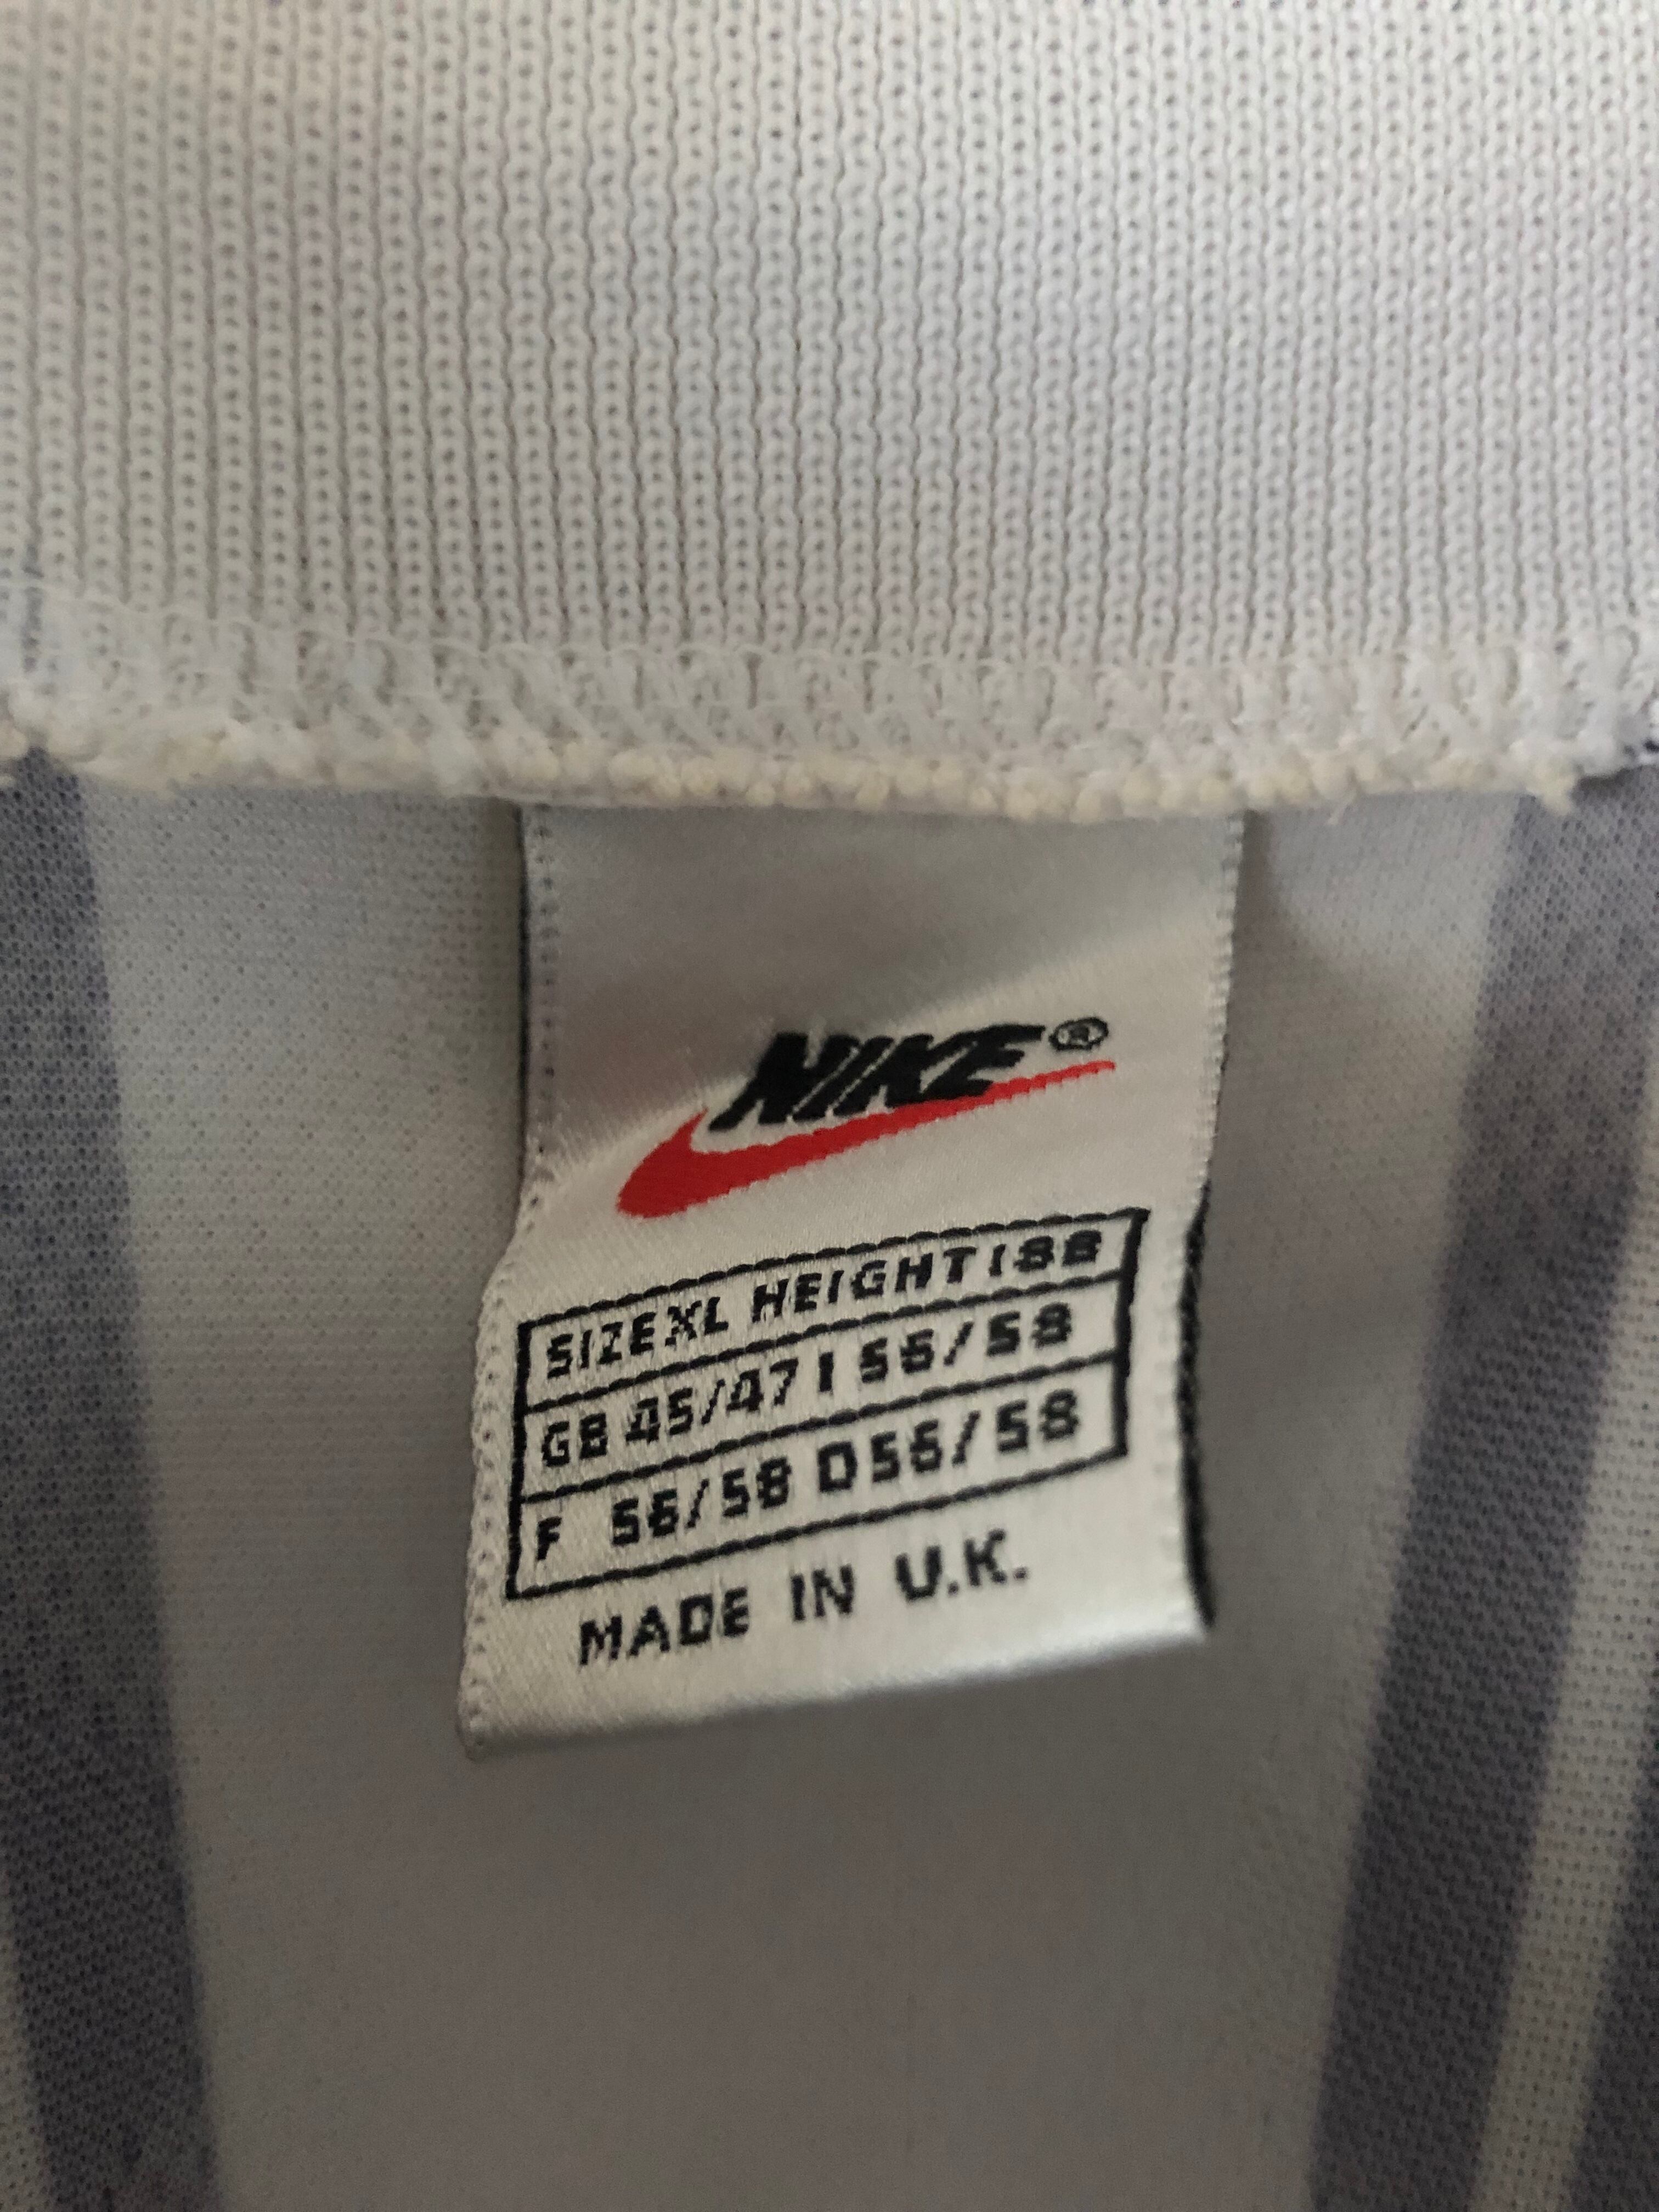 NIKE®
SIZE XL HEIGHT 188
GB 45/47 I 56/58
F 56/58 D 56/58
MADE IN U.K.